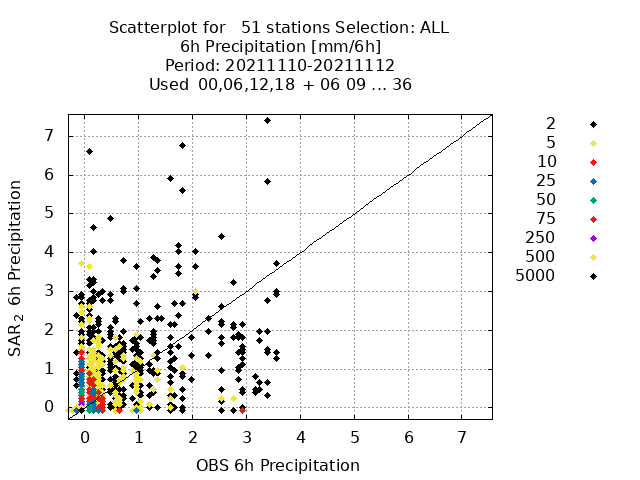 Scatterplot for   51 stations Selection: ALL
6h Precipitation [mm/6h]
Period: 20211110-20211112
Used 00,06,12,18 + 06 09 ... 36
SAR2 6h Precipitation
7
6
5
4
3
2
1
0
0 1 2 3 4 5 6 7
OBS 6h Precipitation
2
5
10
25
50
75
250
500
5000